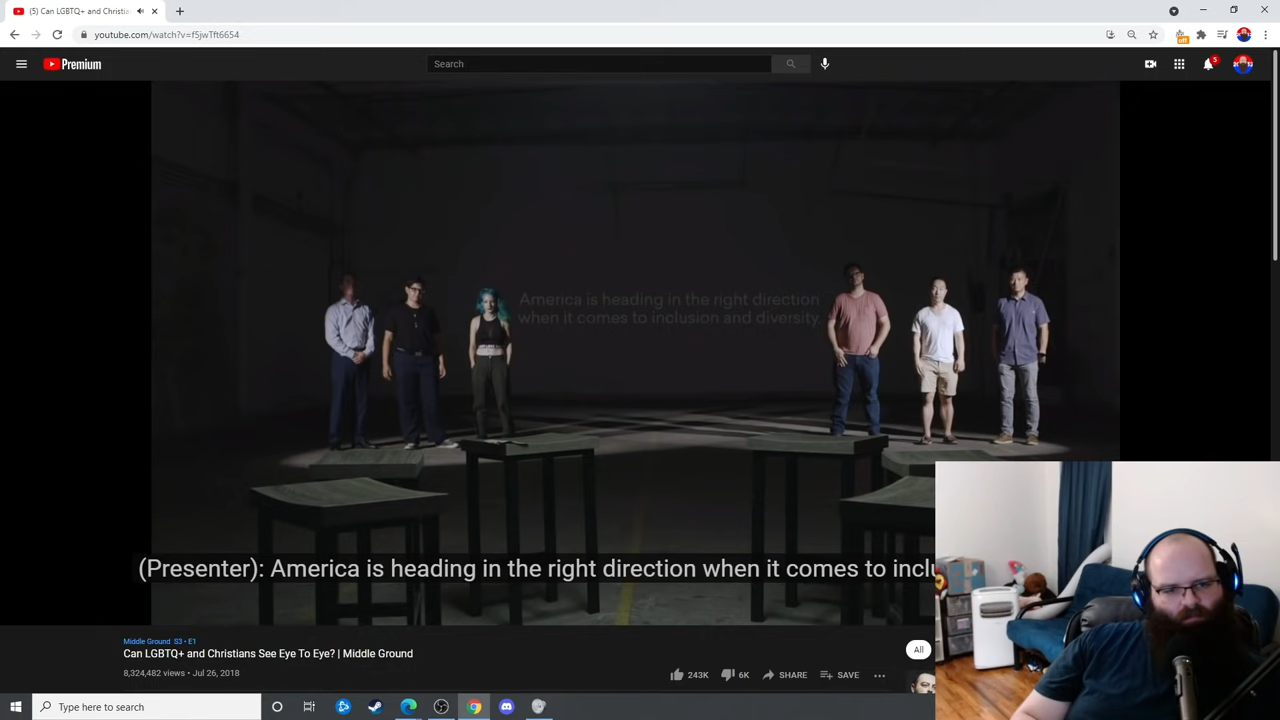 (5) Can LGBTQ+ and Christia
youtube.com/watch?v=f5jwTft6654
off
Premium
Search
5
America is heading in the right direction
when it comes to inclusion and diversity.
(Presenter): America is heading in the right direction when it comes to inclu
Middle Ground S3 • E1
Can LGBTQ+ and Christians See Eye To Eye? | Middle Ground
All
8,324,482 views • Jul 26, 2018
243K
6K
SHARE
SAVE
Type here to search